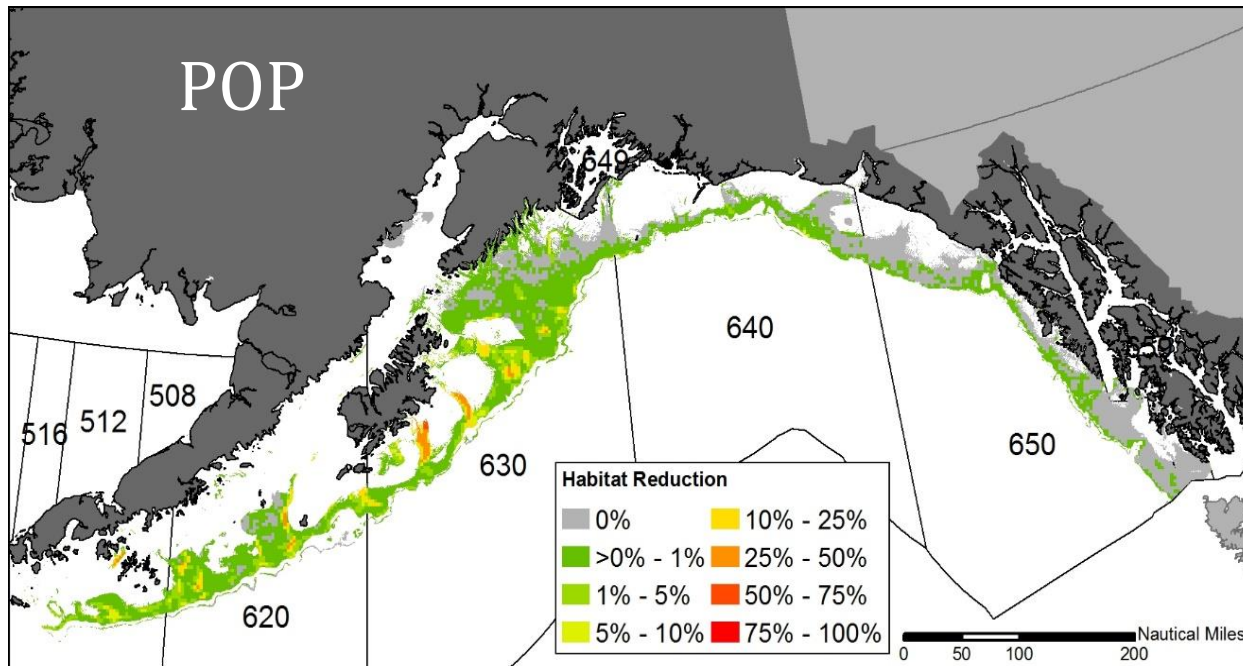 POP
649
640
508
512
516
650
630
620
Habitat Reduction
0%
>0% - 1%
1% - 5%
5% - 10%
10% - 25%
25% - 50%
50% - 75%
75% - 100%
Nautical Miles
0 50 100 200